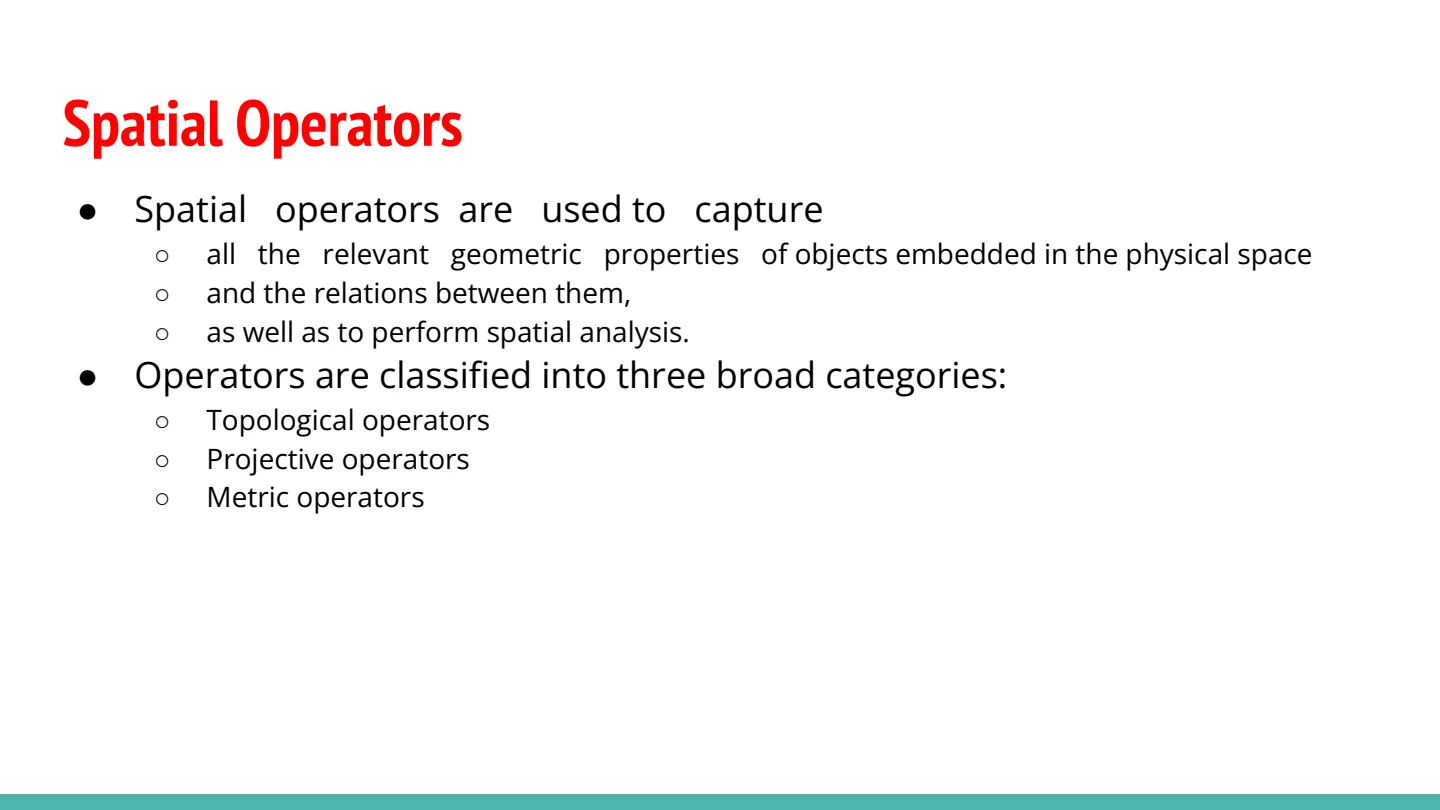 Spatial Operators
● Spatial operators are used to capture
○ all the relevant geometric properties of objects embedded in the physical space
○ and the relations between them,
○ as well as to perform spatial analysis.
● Operators are classified into three broad categories:
○ Topological operators
○ Projective operators
○ Metric operators